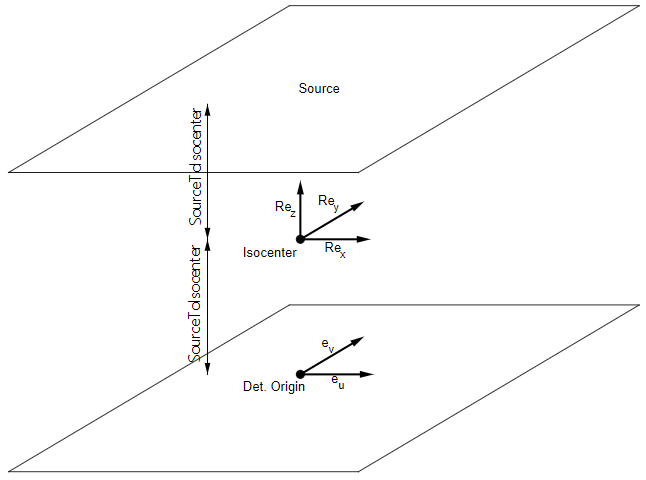 Source
SourceToIsocenter
Re_z
Re_y
Isocenter
Re_x
SourceToIsocenter
e_v
Det. Origin
e_u